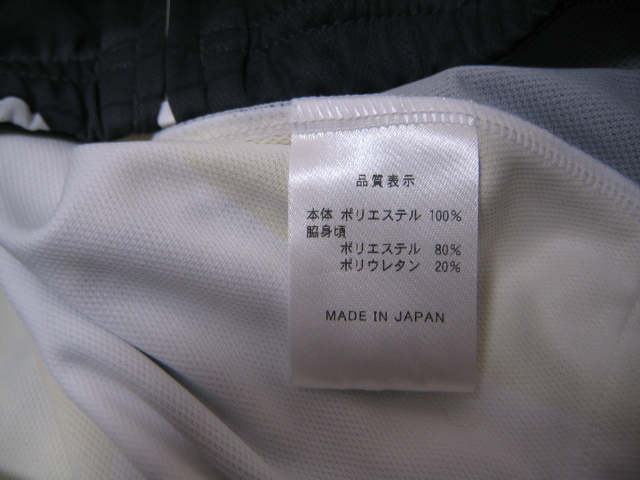 品質表示
本体 ポリエステル 100%
脇身頃
ポリエステル 80%
ポリウレタン 20%
MADE IN JAPAN